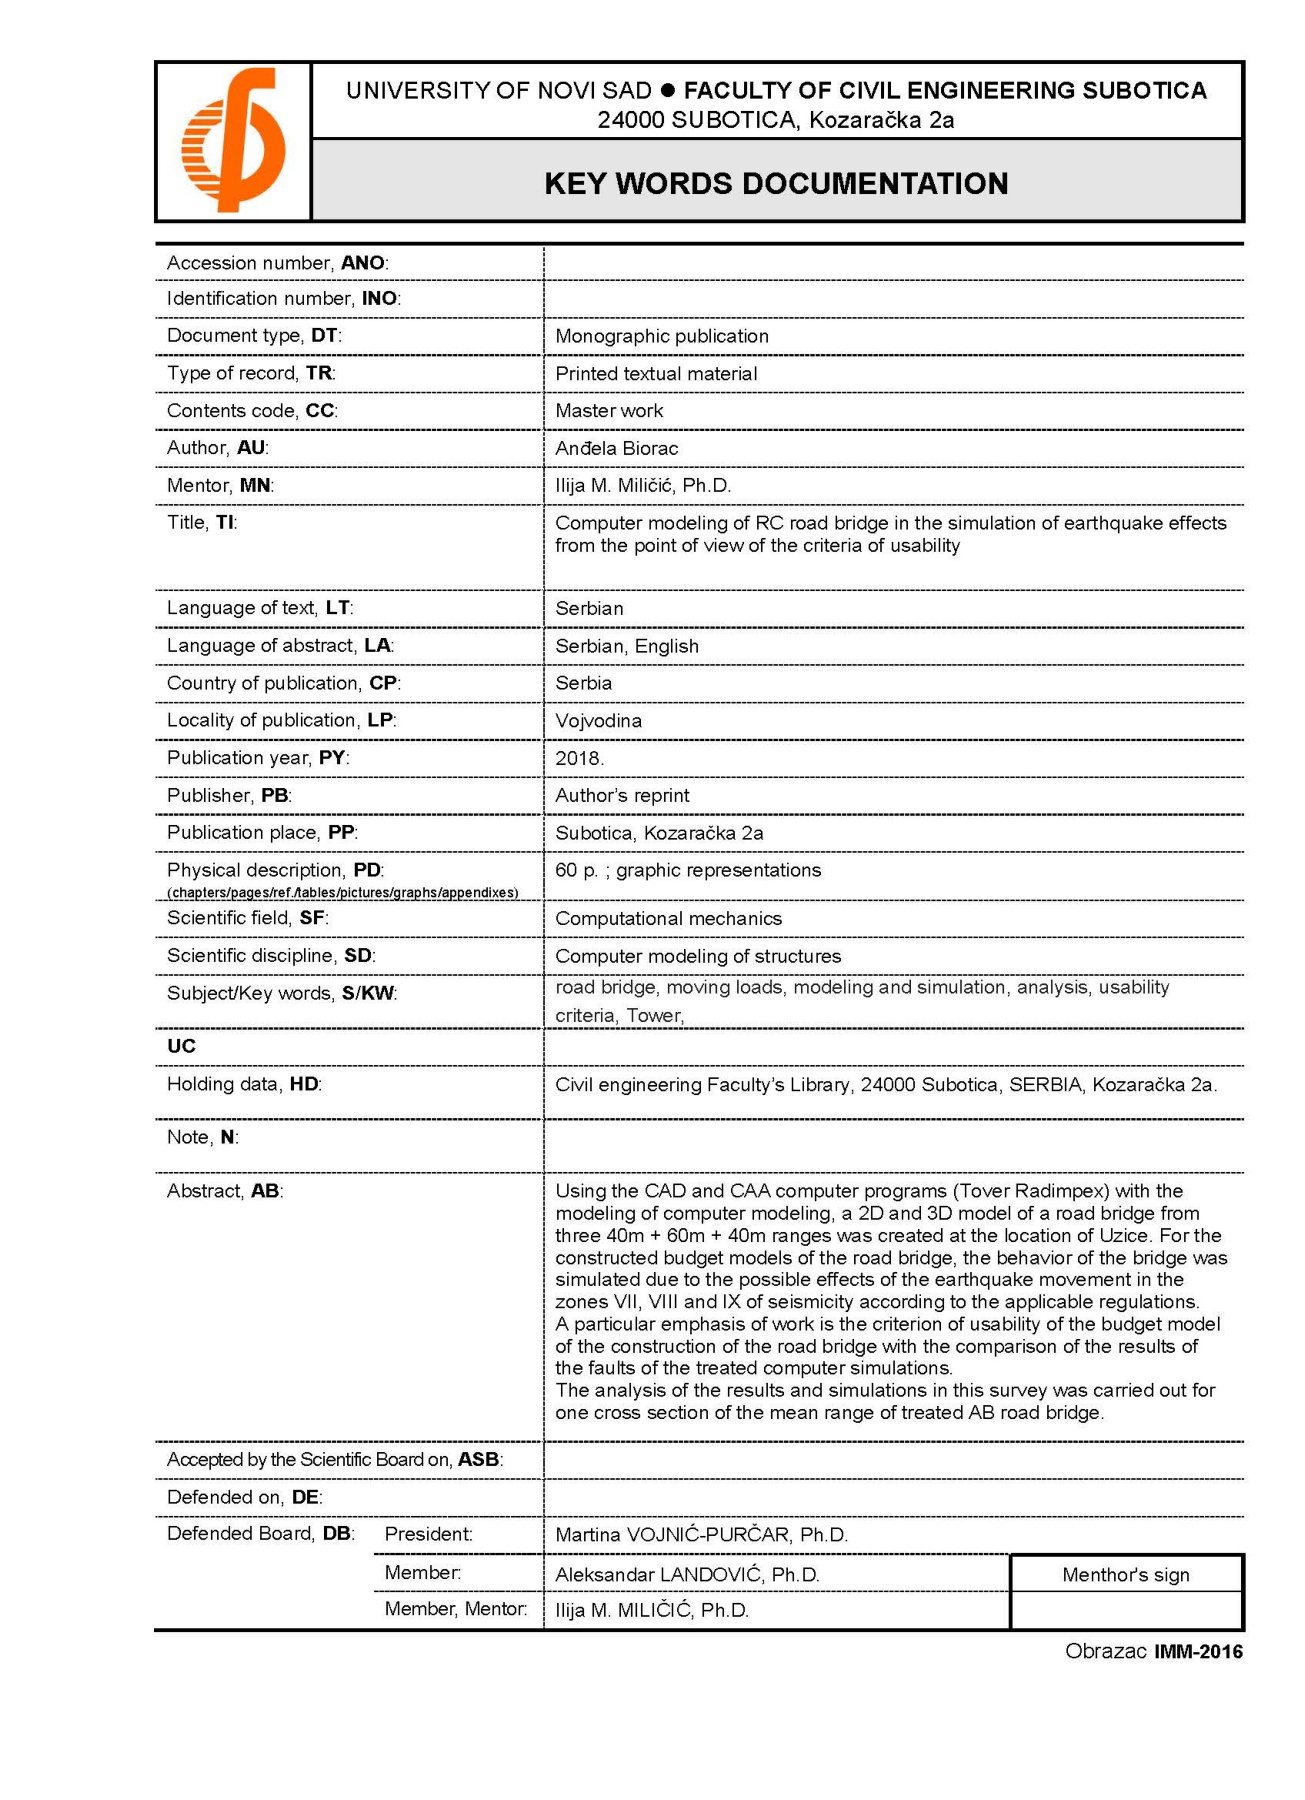 UNIVERSITY OF NOVI SAD ● FACULTY OF CIVIL ENGINEERING SUBOTICA
24000 SUBOTICA, Kozaračka 2a
KEY WORDS DOCUMENTATION
Accession number, ANO:
Identification number, INO:
Document type, DT: Monographic publication
Type of record, TR: Printed textual material
Contents code, CC: Master work
Author, AU: Anđela Biorac
Mentor, MN: Ilija M. Miličić, Ph.D.
Title, TI: Computer modeling of RC road bridge in the simulation of earthquake effects
from the point of view of the criteria of usability
Language of text, LT: Serbian
Language of abstract, LA: Serbian, English
Country of publication, CP: Serbia
Locality of publication, LP: Vojvodina
Publication year, PY: 2018.
Publisher, PB: Author's reprint
Publication place, PP: Subotica, Kozaračka 2a
Physical description, PD: 60 p. ; graphic representations
(chapters/pages/ref./tables/pictures/graphs/appendixes)
Scientific field, SF: Computational mechanics
Scientific discipline, SD: Computer modeling of structures
Subject/Key words, S/KW: road bridge, moving loads, modeling and simulation, analysis, usability
criteria, Tower,
UC
Holding data, HD: Civil engineering Faculty's Library, 24000 Subotica, SERBIA, Kozaračka 2a.
Note, N:
Abstract, AB: Using the CAD and CAA computer programs (Tover Radimpex) with the
modeling of computer modeling, a 2D and 3D model of a road bridge from
three 40m + 60m + 40m ranges was created at the location of Uzice. For the
constructed budget models of the road bridge, the behavior of the bridge was
simulated due to the possible effects of the earthquake movement in the
zones VII, VIII and IX of seismicity according to the applicable regulations.
A particular emphasis of work is the criterion of usability of the budget model
of the construction of the road bridge with the comparison of the results of
the faults of the treated computer simulations.
The analysis of the results and simulations in this survey was carried out for
one cross section of the mean range of treated AB road bridge.
Accepted by the Scientific Board on, ASB:
Defended on, DE:
Defended Board, DB: President: Martina VOJNIĆ-PURČAR, Ph.D.
Member: Aleksandar LANDOVIĆ, Ph.D. Menthor's sign
Member, Mentor: Ilija M. MILIČIĆ, Ph.D.
Obrazac IMM-2016